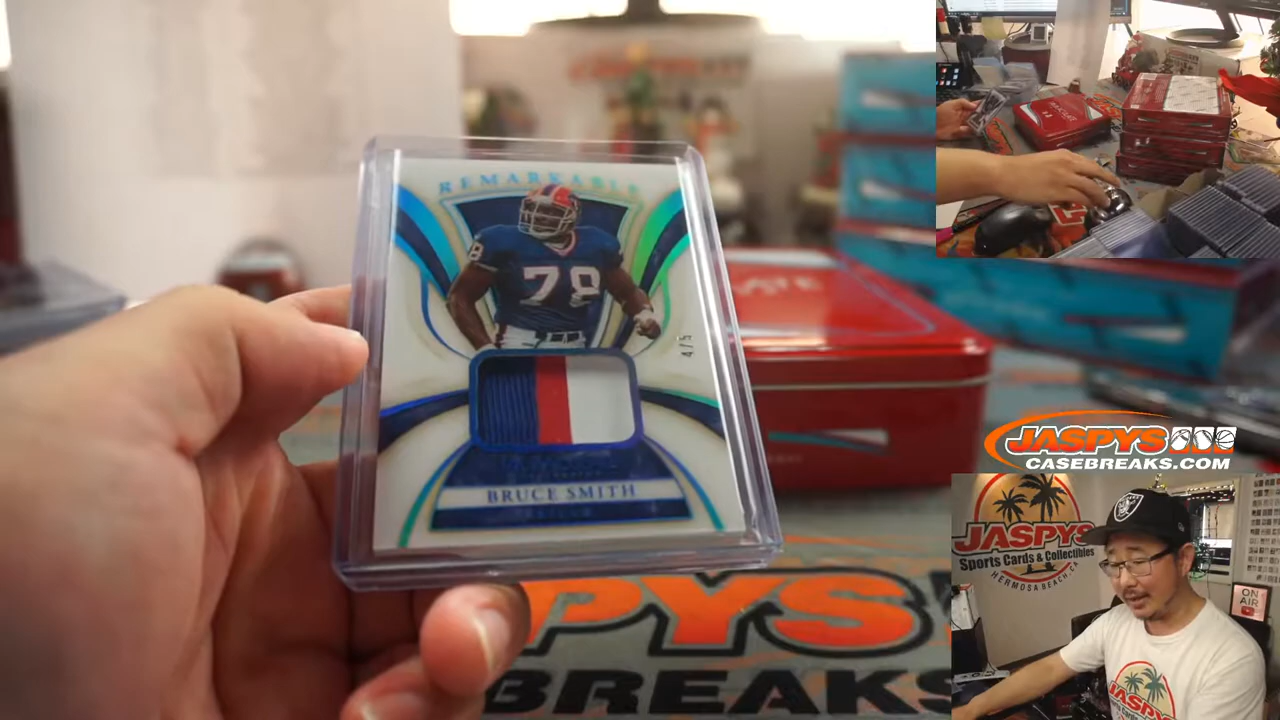 REMARKABLE
78
78
4/5
BRUCE SMITH
JASPYS
CASEBREAKS.COM
JASPYS
Sports Cards & Collectibles
HERMOSA BEACH, CA
ON
AIR
JASPYS
PYS
BREAKS